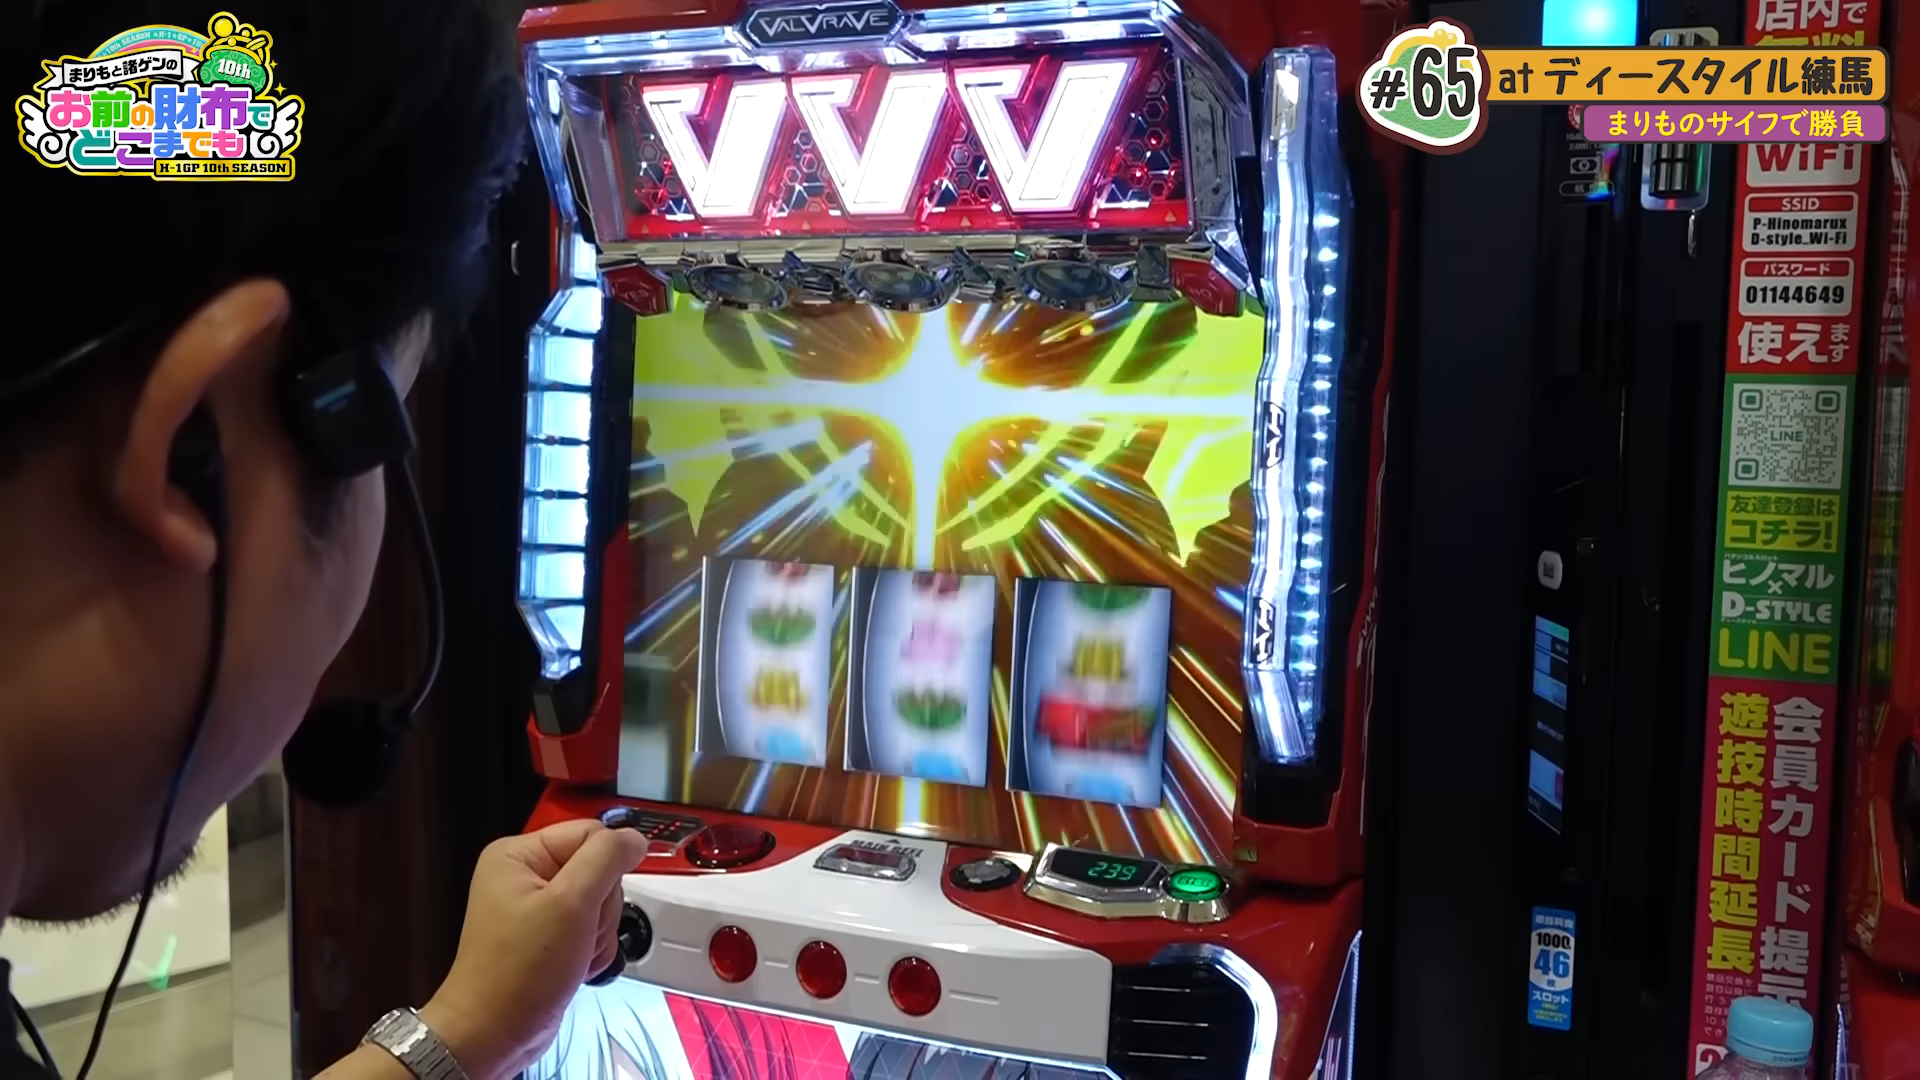 まりもと諸ゲンの
10th
お前の財布で
どこまでも
H-1GP 10th SEASON
VALVRAVE
VVV
#65 at ディースタイル練馬
まりものサイフで勝負
店内で
無料
WiFi
SSID
P-Hinomarux
D-style_Wi-Fi
パスワード
01144649
使えます
LINE
友達登録は
コチラ!
ヒノマル
×
D-STYLE
LINE
会員カード提示
遊技時間延長
MAIN REEL
239
1000
46
スロット